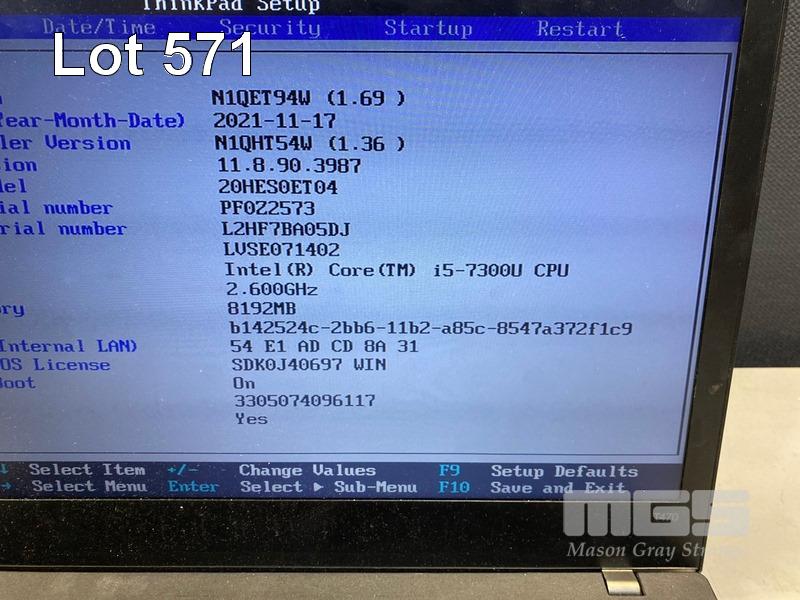 ThinkPad Setup
Date/Time Security Startup Restart
Lot 571
N1QET94W (1.69 )
Year-Month-Date) 2021-11-17
ler Version N1QHT54W (1.36 )
ion 11.8.90.3987
el 20HES0ET04
ial number PF0Z2573
rial number L2HF7BA05DJ
LVSE071402
Intel(R) Core(TM) i5-7300U CPU
2.600GHz
ry 8192MB
b142524c-2bb6-11b2-a85c-8547a372f1c9
Internal LAN) 54 E1 AD CD 8A 31
OS License SDK0J40697 WIN
Boot On
3305074096117
Yes
↓ Select Item +/- Change Values F9 Setup Defaults
→ Select Menu Enter Select ▶ Sub-Menu F10 Save and Exit
MGS
T470
Mason Gray St